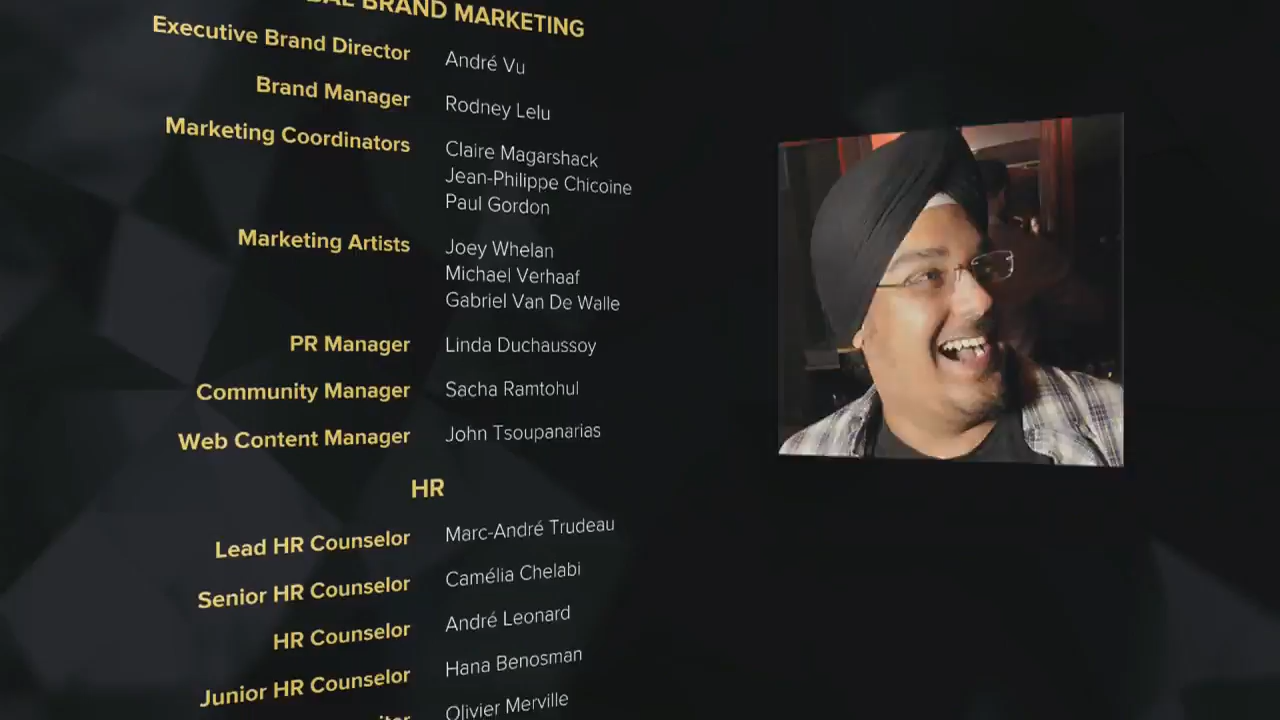 BRAND MARKETING
Executive Brand Director André Vu
Brand Manager Rodney Lelu
Marketing Coordinators Claire Magarshack
Jean-Philippe Chicoine
Paul Gordon
Marketing Artists Joey Whelan
Michael Verhaaf
Gabriel Van De Walle
PR Manager Linda Duchaussoy
Community Manager Sacha Ramtohul
Web Content Manager John Tsoupanarias
HR
Lead HR Counselor Marc-André Trudeau
Senior HR Counselor Camélia Chelabi
HR Counselor André Leonard
Junior HR Counselor Hana Benosman
Olivier Merville